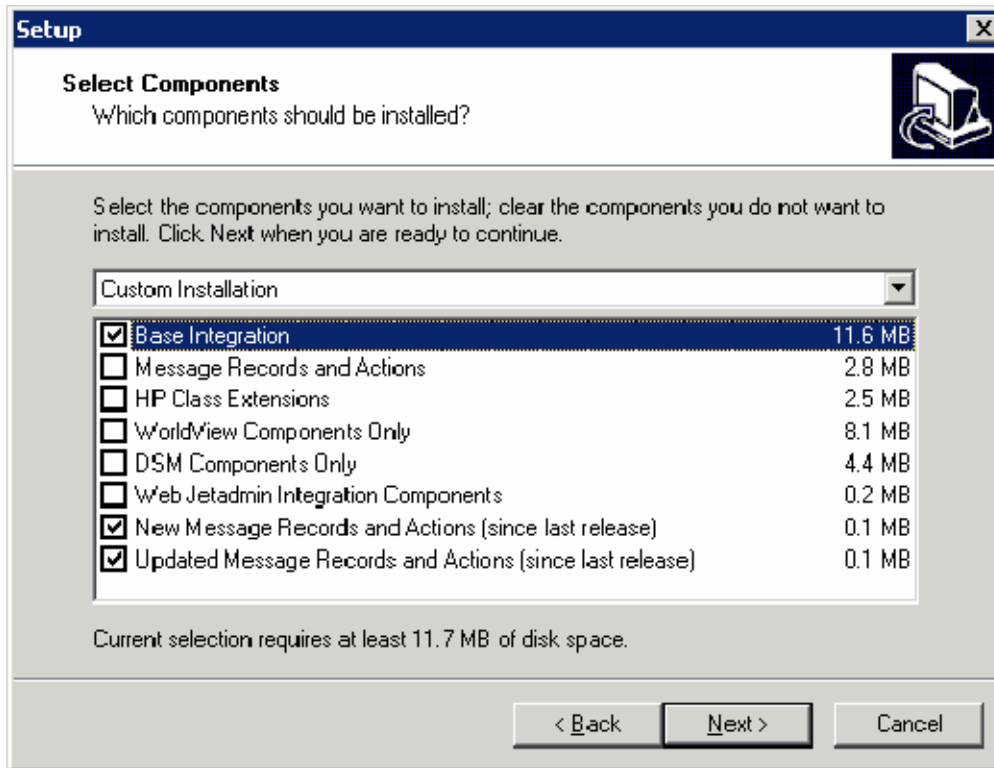 Setup
Select Components
Which components should be installed?
Select the components you want to install; clear the components you do not want to
install. Click Next when you are ready to continue.
Custom Installation
Base Integration 11.6 MB
Message Records and Actions 2.8 MB
HP Class Extensions 2.5 MB
WorldView Components Only 8.1 MB
DSM Components Only 4.4 MB
Web Jetadmin Integration Components 0.2 MB
New Message Records and Actions (since last release) 0.1 MB
Updated Message Records and Actions (since last release) 0.1 MB
Current selection requires at least 11.7 MB of disk space.
< Back Next > Cancel